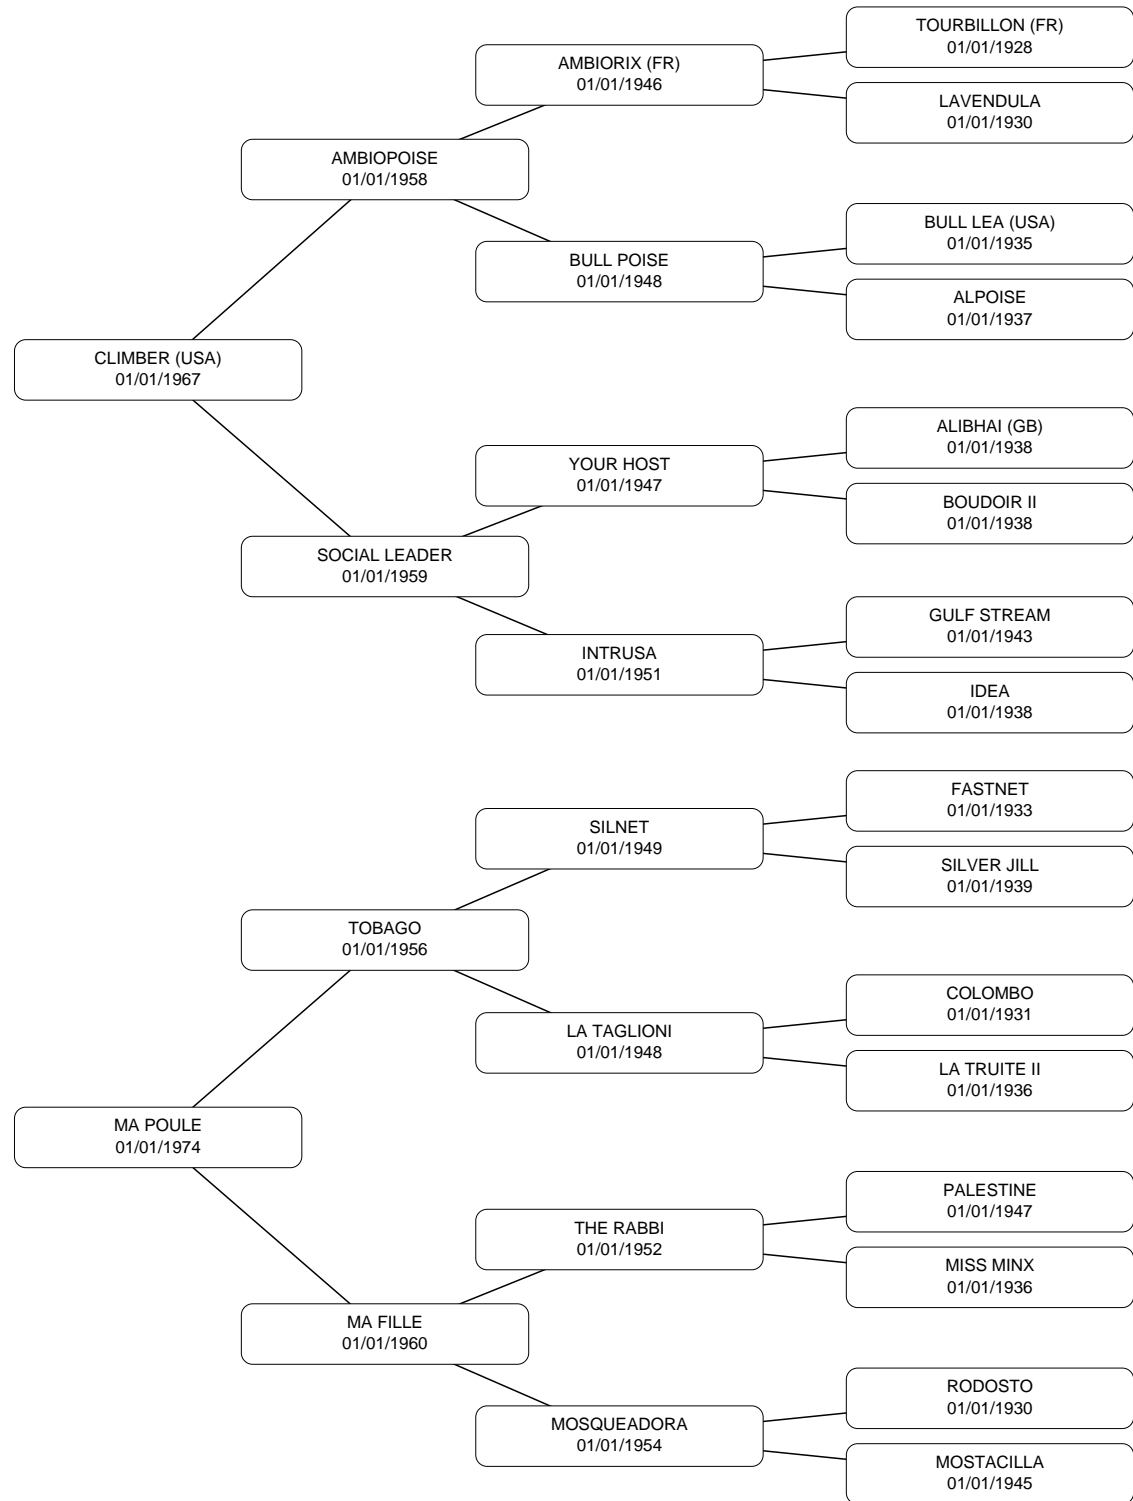 TOURBILLON (FR)
01/01/1928
AMBIORIX (FR)
01/01/1946
LAVENDULA
01/01/1930
AMBIOPOISE
01/01/1958
BULL LEA (USA)
01/01/1935
BULL POISE
01/01/1948
ALPOISE
01/01/1937
CLIMBER (USA)
01/01/1967
ALIBHAI (GB)
01/01/1938
YOUR HOST
01/01/1947
BOUDOIR II
01/01/1938
SOCIAL LEADER
01/01/1959
GULF STREAM
01/01/1943
INTRUSA
01/01/1951
IDEA
01/01/1938
FASTNET
01/01/1933
SILNET
01/01/1949
SILVER JILL
01/01/1939
TOBAGO
01/01/1956
COLOMBO
01/01/1931
LA TAGLIONI
01/01/1948
LA TRUITE II
01/01/1936
MA POULE
01/01/1974
PALESTINE
01/01/1947
THE RABBI
01/01/1952
MISS MINX
01/01/1936
MA FILLE
01/01/1960
RODOSTO
01/01/1930
MOSQUEADORA
01/01/1954
MOSTACILLA
01/01/1945